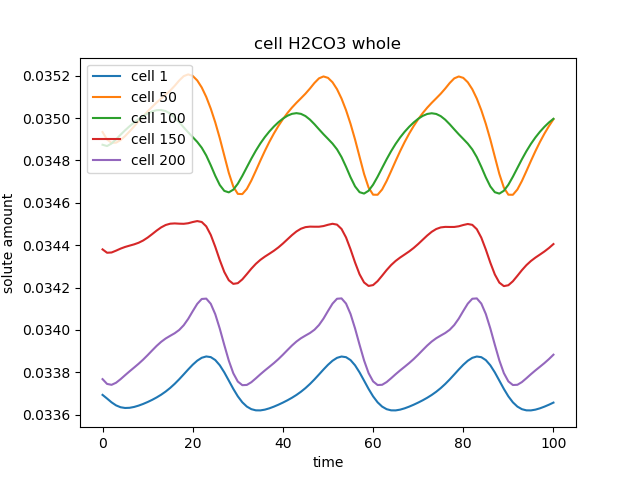 cell H2CO3 whole
cell 1
cell 50
cell 100
cell 150
cell 200
solute amount
0.0352
0.0350
0.0348
0.0346
0.0344
0.0342
0.0340
0.0338
0.0336
0 20 40 60 80 100
time